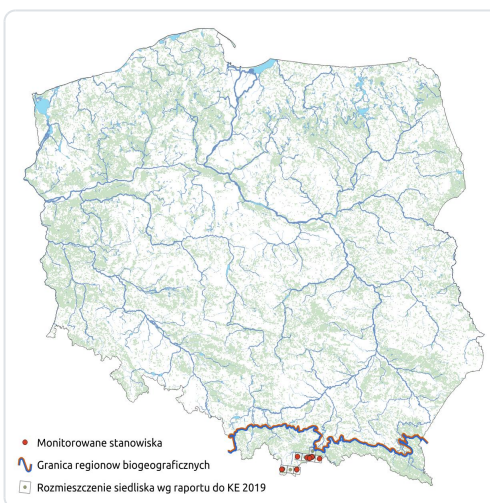 Monitorowane stanowiska
Granica regionow biogeograficznych
Rozmieszczenie siedliska wg raportu do KE 2019